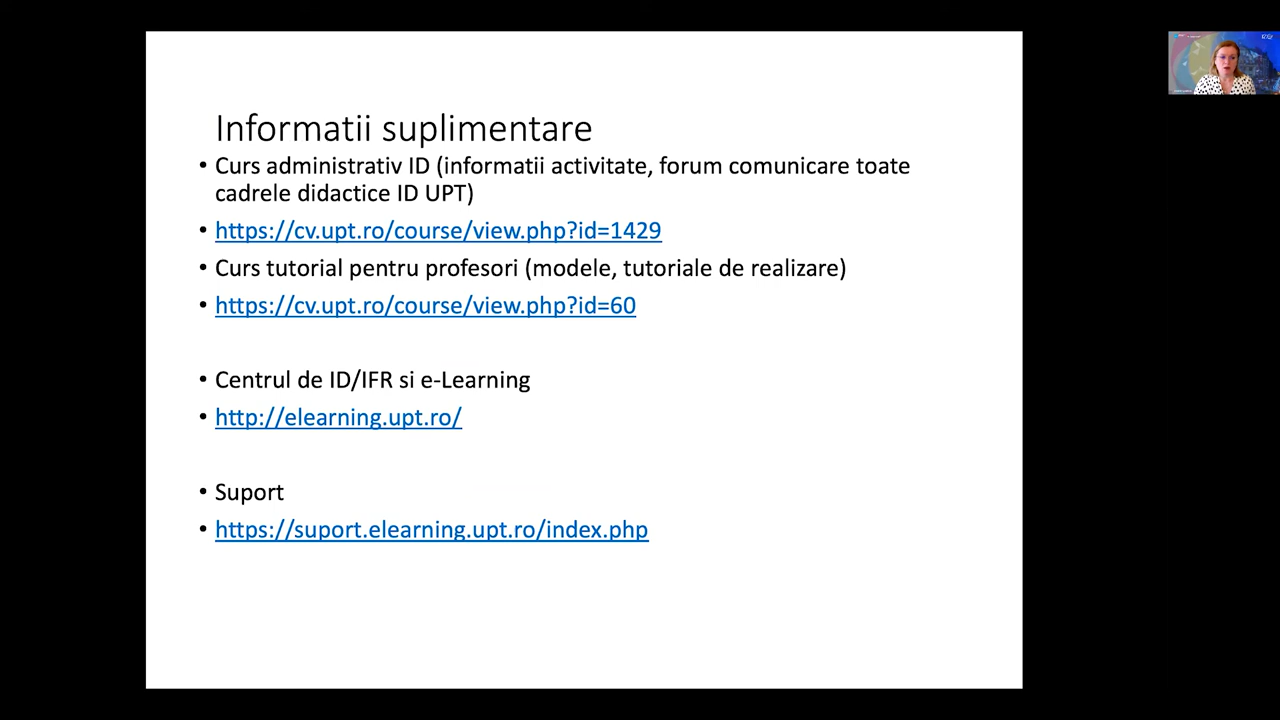 Informatii suplimentare
• Curs administrativ ID (informatii activitate, forum comunicare toate
cadrele didactice ID UPT)
• https://cv.upt.ro/course/view.php?id=1429
• Curs tutorial pentru profesori (modele, tutoriale de realizare)
• https://cv.upt.ro/course/view.php?id=60
• Centrul de ID/IFR si e-Learning
• http://elearning.upt.ro/
• Suport
• https://suport.elearning.upt.ro/index.php